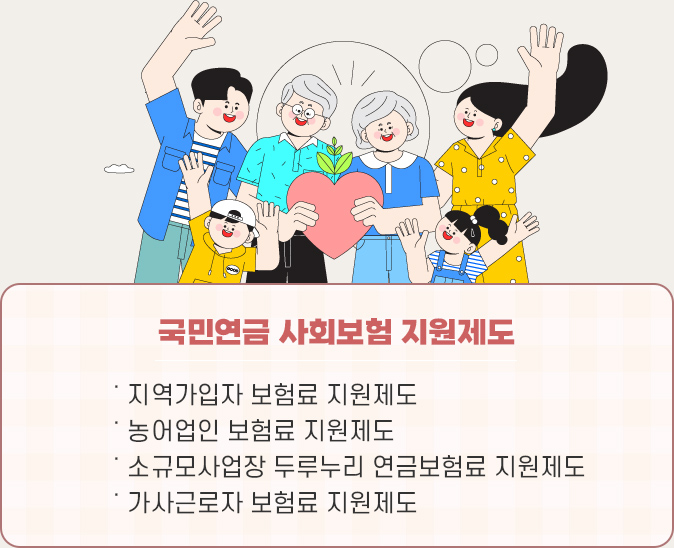 GOOD
국민연금 사회보험 지원제도
· 지역가입자 보험료 지원제도
· 농어업인 보험료 지원제도
· 소규모사업장 두루누리 연금보험료 지원제도
· 가사근로자 보험료 지원제도